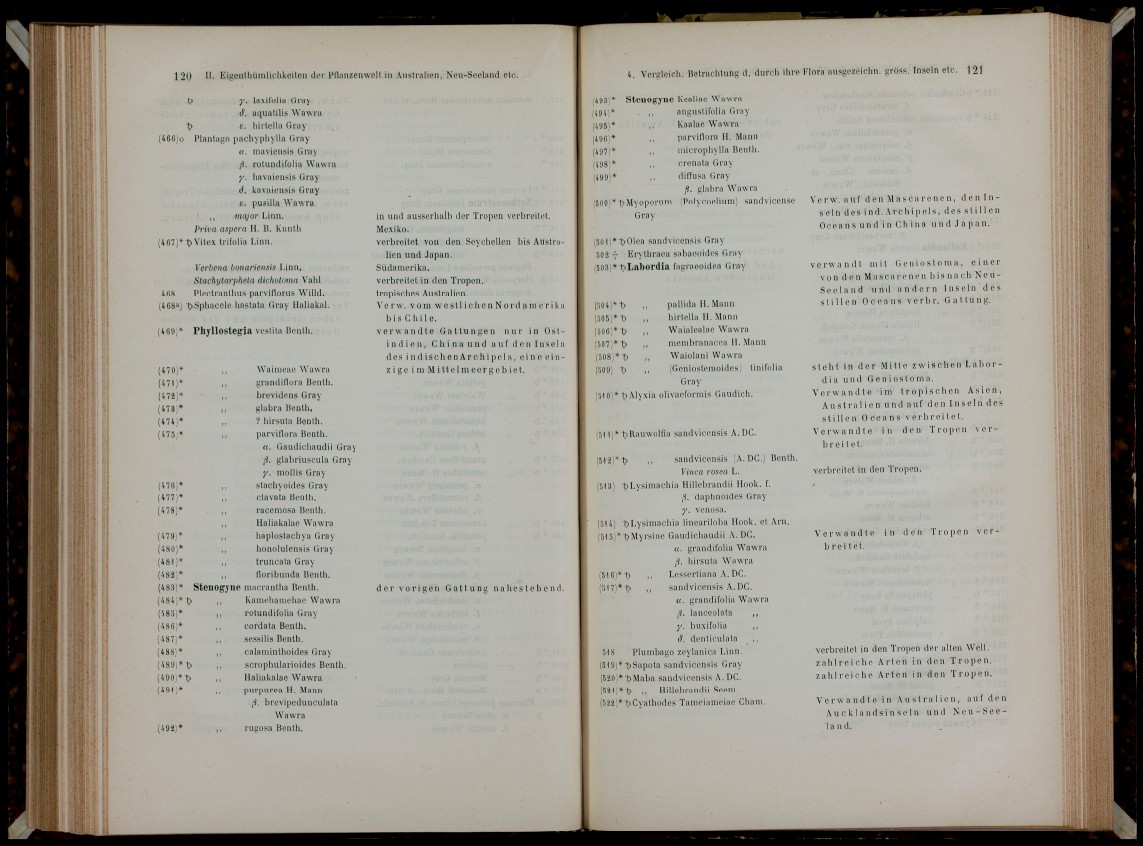 120 II. Eigenthümlichkeiten der Pflanzenwelt in Australien, Neu-Seeland etc.
ƫ γ. laxifolia Gray
δ. aquatilis Wawra
ƫ ε. hirtella Gray
(466)o Plantago pachyphylla Gray
α. maviensis Gray
β. rotundifolia Wawra
γ. havaiensis Gray
δ. kavaiensis Gray
ε. pusilla Wawra
,, major Linn. in und ausserhalb der Tropen verbreitet.
Priva aspera H. B. Kunth Mexiko.
(467)* ƫ Vitex trifolia Linn. verbreitet von den Seychellen bis Austra-
lien und Japan.
Verbena bonariensis Linn. Südamerika.
Stachytarpheta dichotoma Vahl verbreitet in den Tropen.
468 Plectranthus parviflorus Willd. tropisches Australien.
(468a) ƫ Sphacele hastata Gray Haliakal. Verw. vom westlichen Nordamerika
bis Chile.
(469)* Phyllostegia vestita Benth. verwandte Gattungen nur in Ost-
indien, China und auf den Inseln
des indischen Archipels, eine ein-
(470)* ,, Waimeae Wawra zige im Mittelmeergebiet.
(471)* ,, grandiflora Benth.
(472)* ,, brevidens Gray
(473)* ,, glabra Benth.
(474)* ,, ? hirsuta Benth.
(475)* ,, parviflora Benth.
α. Gaudichaudii Gray
β. glabriuscula Gray
γ. mollis Gray
(476)* ,, stachyoides Gray
(477)* ,, clavata Benth.
(478)* ,, racemosa Benth.
,, Haliakalae Wawra
(479)* ,, haplostachya Gray
(480)* ,, honolulensis Gray
(481)* ,, truncata Gray
(482)* ,, floribunda Benth.
(483)* Stenogyne macrantha Benth. der vorigen Gattung nahestehend.
(484)* ƫ ,, Kamehamehae Wawra
(485)* ,, rotundifolia Gray
(486)* ,, cordata Benth.
(487)* ,, sessilis Benth.
(488)* ,, calaminthoides Gray
(489)* ƫ ,, scrophularioides Benth.
(490)* ƫ ,, Haliakalae Wawra
(491)* ,, purpurea H. Mann
β. brevipedunculata
Wawra
(492)* ,, rugosa Benth.
4. Vergleich. Betrachtung d. durch ihre Flora ausgezeichn. gröss. Inseln etc. 121
(493)* Stenogyne Kealiae Wawra
(494)* ,, angustifolia Gray
(495)* ,, Kaalae Wawra
(496)* ,, parviflora H. Mann
(497)* ,, microphylla Benth.
(498)* ,, crenata Gray
(499)* ,, diffusa Gray
β. glabra Wawra
(500)* ƫ Myoporum (Polycoelium) sandvicense Verw. auf den Mascarenen, den In-
Gray seln des ind. Archipels, des stillen
Oceans und in China und Japan.
(501)* ƫ Olea sandvicensis Gray
502 ÷ Erythraea sabaeoides Gray
(503)* ƫ Labordia fagraeoidea Gray verwandt mit Geniostoma, einer
von den Mascarenen bis nach Neu-
Seeland und andern Inseln des
(504)* ƫ ,, pallida H. Mann stillen Oceans verbr. Gattung.
(505)* ƫ ,, hirtella H. Mann
(506)* ƫ ,, Waialealae Wawra
(507)* ƫ ,, membranacea H. Mann
(508)* ƫ ,, Waiolani Wawra
(509) ƫ ,, (Geniostemoides) tinifolia steht in der Mitte zwischen Labor-
Gray dia und Geniostoma.
(510)* ƫ Alyxia olivaeformis Gaudich. Verwandte im tropischen Asien,
Australien und auf den Inseln des
stillen Oceans verbreitet.
(511)* ƫ Rauwolfia sandvicensis A. DC. Verwandte in den Tropen ver-
breitet.
(512)* ƫ ,, sandvicensis (A. DC.) Benth.
Vinca rosea L. verbreitet in den Tropen.
(513) ƫ Lysimachia Hillebrandii Hook. f.
β. daphnoides Gray
γ. venosa.
(514) ƫ Lysimachia lineariloba Hook. et Arn.
(515)* ƫ Myrsine Gaudichaudii A. DC. Verwandte in den Tropen ver-
α. grandifolia Wawra breitet.
β. hirsuta Wawra
(516)* ƫ ,, Lessertiana A. DC.
(517)* ƫ ,, sandvicensis A. DC.
α. grandifolia Wawra
β. lanceolata ,,
γ. buxifolia ,,
δ. denticulata ,,
518 Plumbago zeylanica Linn. verbreitet in den Tropen der alten Welt.
(519)* ƫ Sapota sandvicensis Gray zahlreiche Arten in den Tropen.
(520)* ƫ Maba sandvicensis A. DC. zahlreiche Arten in den Tropen.
(521)* ƫ ,, Hillebrandii Seem.
(522)* ƫ Cyathodes Tameiameiae Cham. Verwandte in Australien, auf den
Aucklandsinseln und Neu-See-
land.